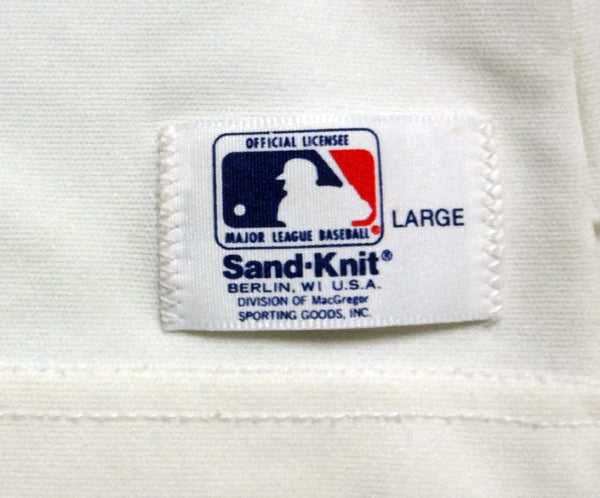 OFFICIAL LICENSEE
MAJOR LEAGUE BASEBALL®
LARGE
Sand·Knit®
BERLIN, WI U.S.A.
DIVISION OF MacGregor
SPORTING GOODS, INC.